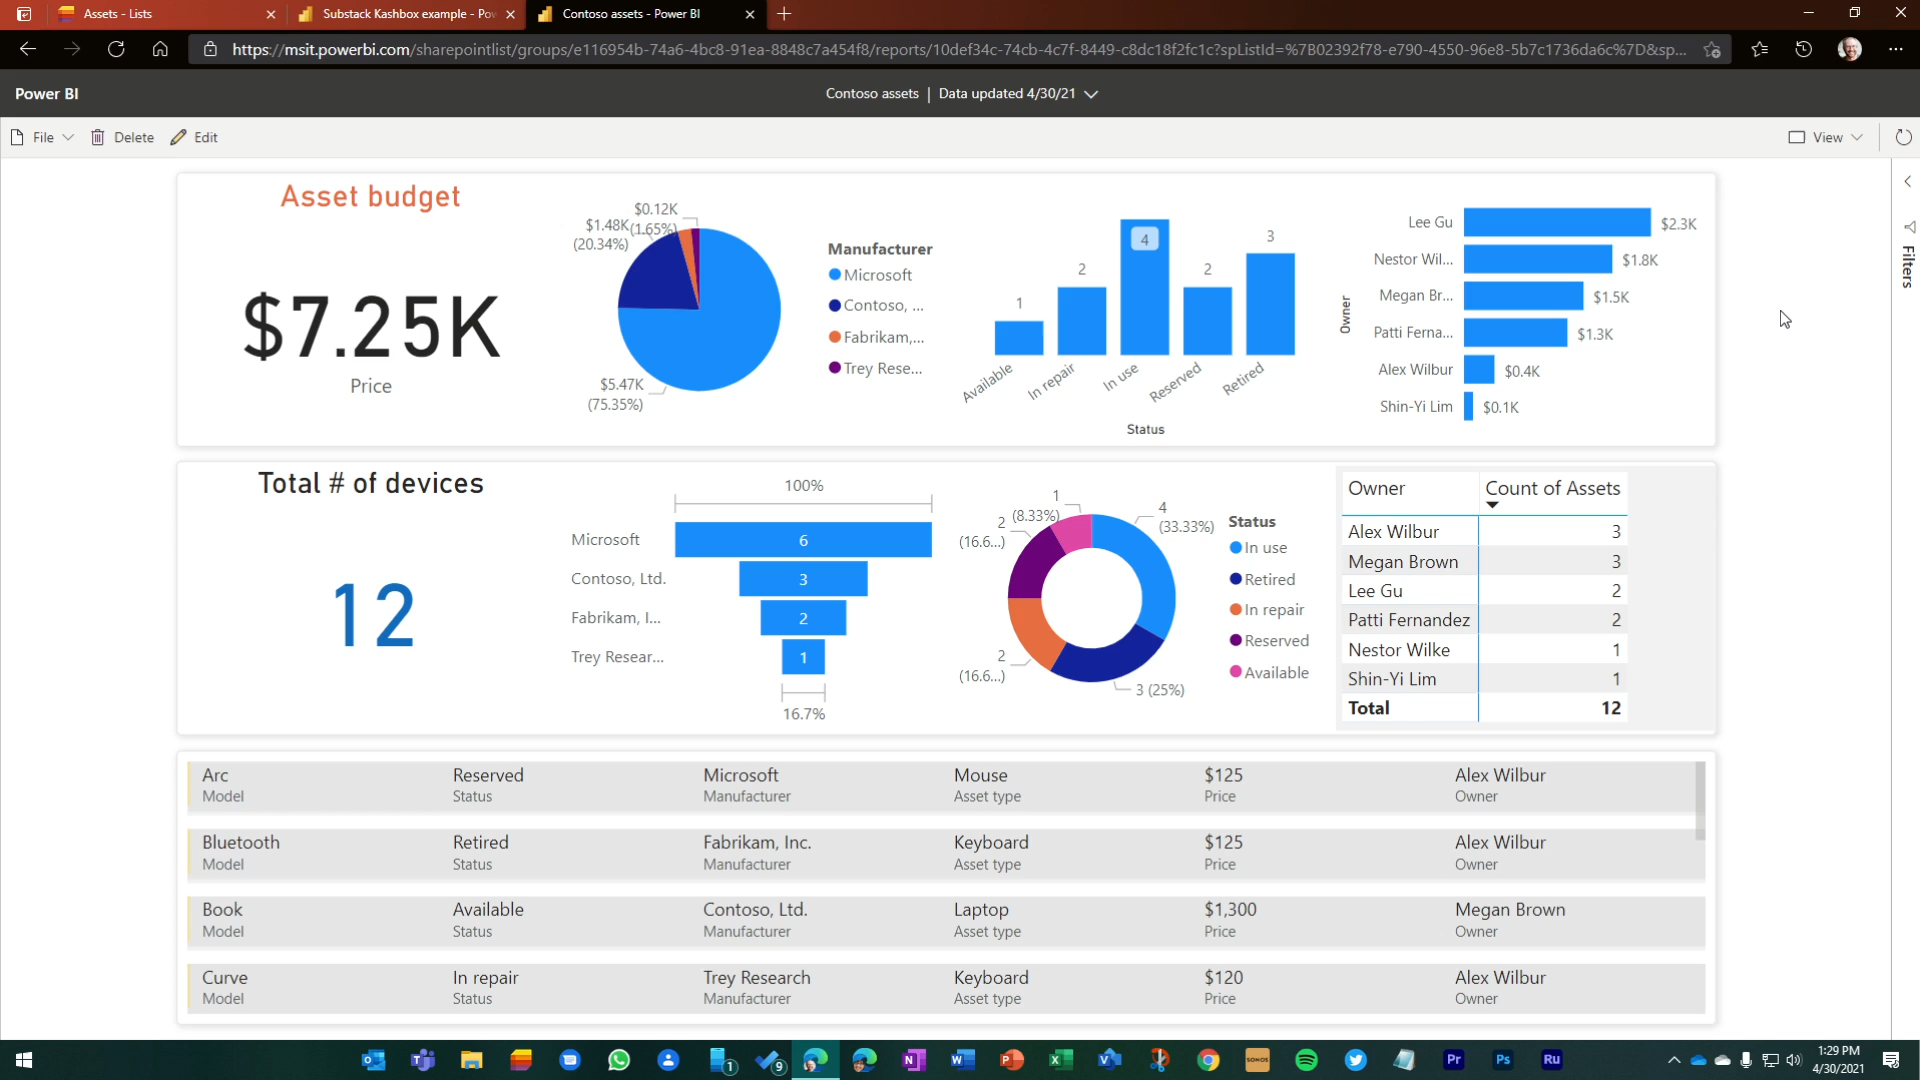 Assets - Lists
Substack Kashbox example - Pow
Contoso assets - Power BI
https://msit.powerbi.com/sharepointlist/groups/e116954b-74a6-4bc8-91ea-8848c7a454f8/reports/10def34c-74cb-4c7f-8449-c8dc18f2fc1c?spListId=%7B02392f78-e790-4550-96e8-5b7c1736da6c%7D&sp...
Power BI
Contoso assets | Data updated 4/30/21
File
Delete
Edit
View
Filters
Asset budget
$7.25K
Price
$0.12K
(1.65%)
$1.48K
(20.34%)
$5.47K
(75.35%)
Manufacturer
Microsoft
Contoso, ...
Fabrikam,...
Trey Rese...
1
2
4
2
3
Available
In repair
In use
Reserved
Retired
Status
Owner
Lee Gu $2.3K
Nestor Wil... $1.8K
Megan Br... $1.5K
Patti Ferna... $1.3K
Alex Wilbur $0.4K
Shin-Yi Lim $0.1K
Total # of devices
12
100%
Microsoft 6
Contoso, Ltd. 3
Fabrikam, I... 2
Trey Resear... 1
16.7%
1
(8.33%)
4
(33.33%)
2
(16.6...)
2
(16.6...)
3 (25%)
Status
In use
Retired
In repair
Reserved
Available
Owner Count of Assets
Alex Wilbur 3
Megan Brown 3
Lee Gu 2
Patti Fernandez 2
Nestor Wilke 1
Shin-Yi Lim 1
Total 12
Arc Reserved Microsoft Mouse $125 Alex Wilbur
Model Status Manufacturer Asset type Price Owner
Bluetooth Retired Fabrikam, Inc. Keyboard $125 Alex Wilbur
Model Status Manufacturer Asset type Price Owner
Book Available Contoso, Ltd. Laptop $1,300 Megan Brown
Model Status Manufacturer Asset type Price Owner
Curve In repair Trey Research Keyboard $120 Alex Wilbur
Model Status Manufacturer Asset type Price Owner
1
9
SONOS
Pr
Ps
Ru
1:29 PM
4/30/2021